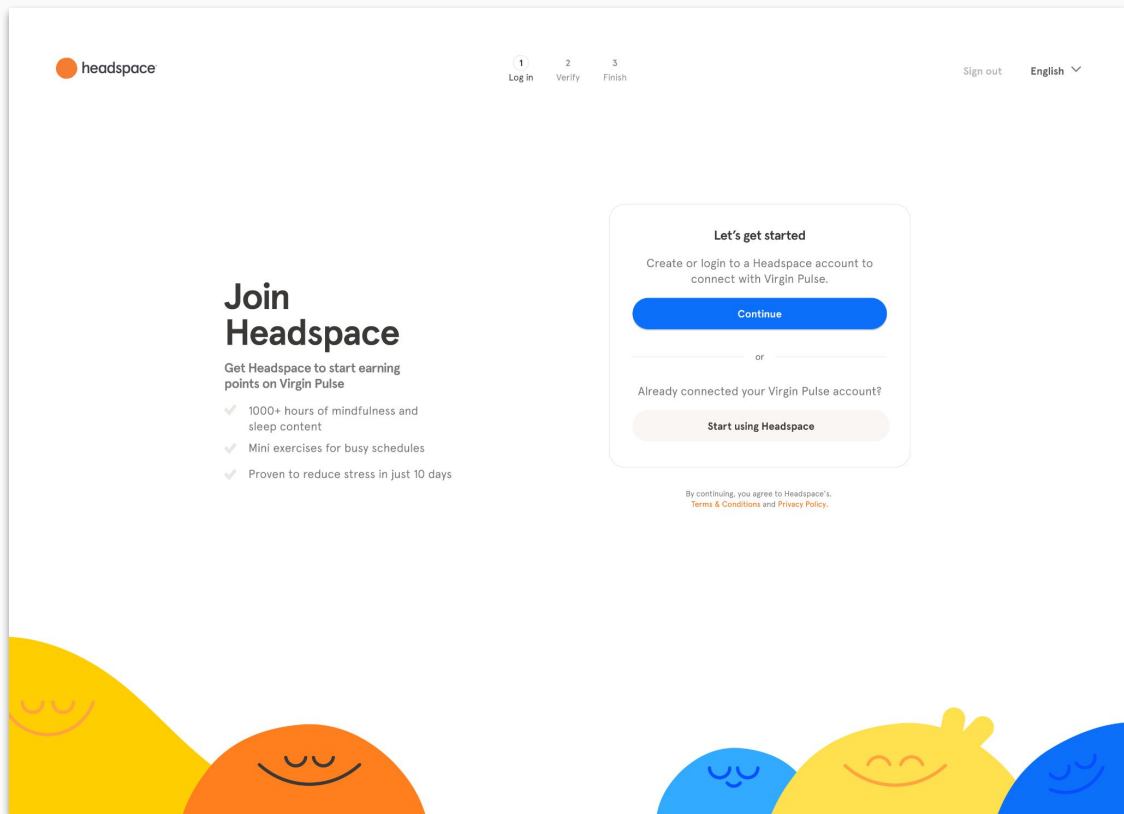 headspace
1 2 3
Log in Verify Finish
Sign out English
Join
Headspace
Get Headspace to start earning
points on Virgin Pulse
1000+ hours of mindfulness and
sleep content
Mini exercises for busy schedules
Proven to reduce stress in just 10 days
Let's get started
Create or login to a Headspace account to
connect with Virgin Pulse.
Continue
or
Already connected your Virgin Pulse account?
Start using Headspace
By continuing, you agree to Headspace's.
Terms & Conditions and Privacy Policy.